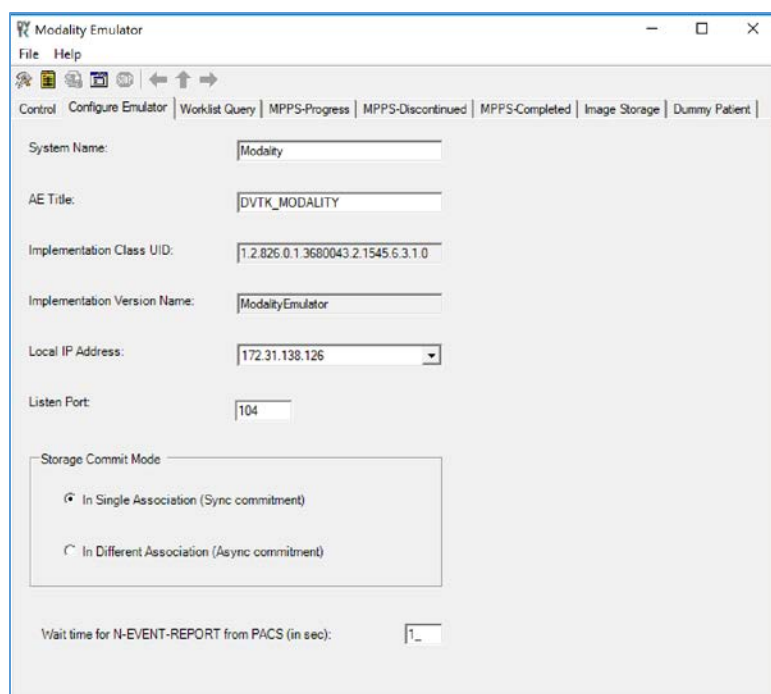 Modality Emulator
File Help
Control Configure Emulator Worklist Query MPPS-Progress MPPS-Discontinued MPPS-Completed Image Storage Dummy Patient
System Name: Modality
AE Title: DVTK_MODALITY
Implementation Class UID: 1.2.826.0.1.3680043.2.1545.6.3.1.0
Implementation Version Name: ModalityEmulator
Local IP Address: 172.31.138.126
Listen Port: 104
Storage Commit Mode
In Single Association (Sync commitment)
In Different Association (Async commitment)
Wait time for N-EVENT-REPORT from PACS (in sec): 1_